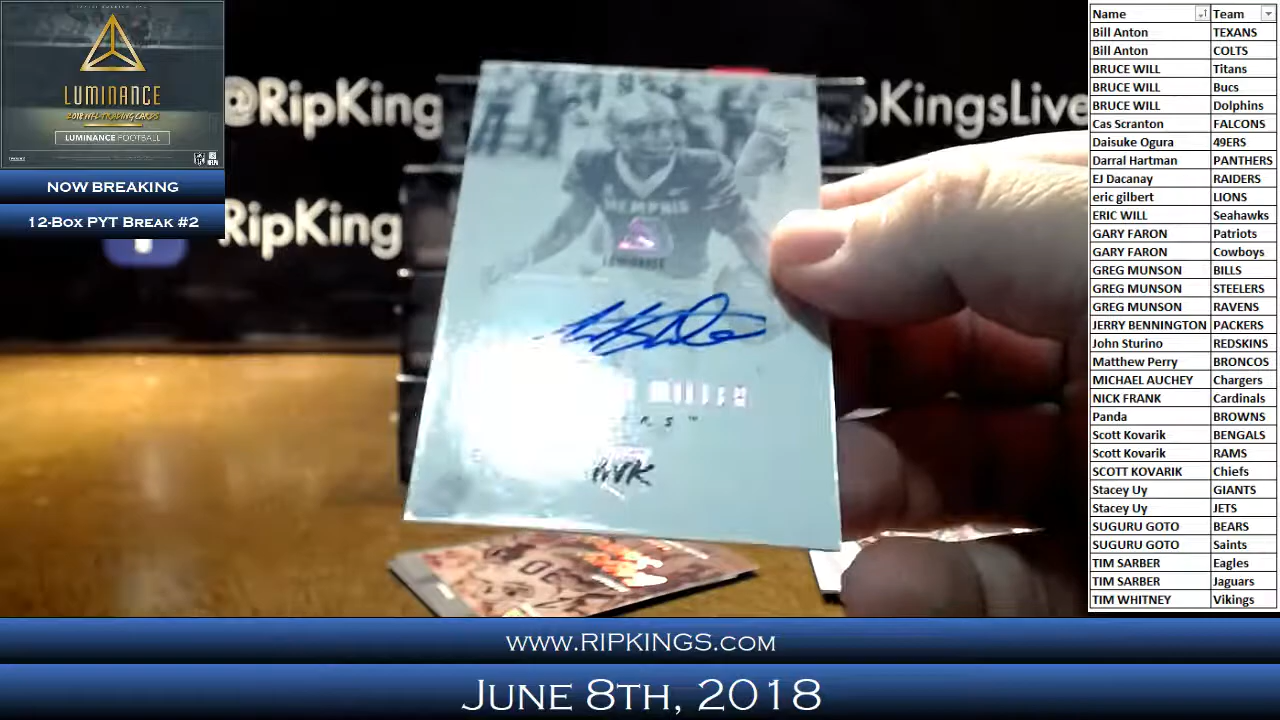 LUMINANCE
2018 NFL TRADING CARDS
LUMINANCE FOOTBALL
NOW BREAKING
12-Box PYT Break #2
@RipKing
pKingsLive
RipKing
MEMPHIS
LUMINANCE
MILLER
WWW.RIPKINGS.COM
June 8th, 2018
Name Team
Bill Anton TEXANS
Bill Anton COLTS
BRUCE WILL Titans
BRUCE WILL Bucs
BRUCE WILL Dolphins
Cas Scranton FALCONS
Daisuke Ogura 49ERS
Darral Hartman PANTHERS
EJ Dacanay RAIDERS
eric gilbert LIONS
ERIC WILL Seahawks
GARY FARON Patriots
GARY FARON Cowboys
GREG MUNSON BILLS
GREG MUNSON STEELERS
GREG MUNSON RAVENS
JERRY BENNINGTON PACKERS
John Sturino REDSKINS
Matthew Perry BRONCOS
MICHAEL AUCHEY Chargers
NICK FRANK Cardinals
Panda BROWNS
Scott Kovarik BENGALS
Scott Kovarik RAMS
SCOTT KOVARIK Chiefs
Stacey Uy GIANTS
Stacey Uy JETS
SUGURU GOTO BEARS
SUGURU GOTO Saints
TIM SARBER Eagles
TIM SARBER Jaguars
TIM WHITNEY Vikings